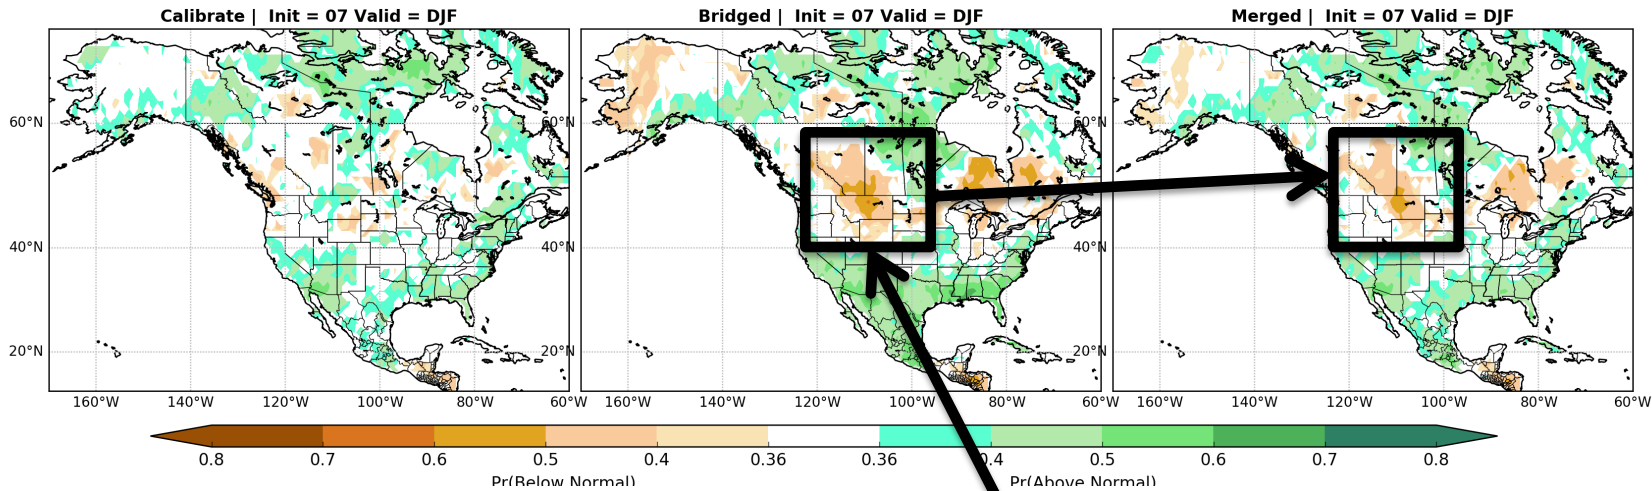 Calibrate | Init = 07 Valid = DJF
Bridged | Init = 07 Valid = DJF
Merged | Init = 07 Valid = DJF
60°N
40°N
20°N
60°N
40°N
20°N
60°N
40°N
20°N
160°W 140°W 120°W 100°W 80°W 60°W
160°W 140°W 120°W 100°W 80°W 60°W
160°W 140°W 120°W 100°W 80°W 60°W
0.8 0.7 0.6 0.5 0.4 0.36 0.36 0.4 0.5 0.6 0.7 0.8
Pr(Below Normal) Pr(Above Normal)